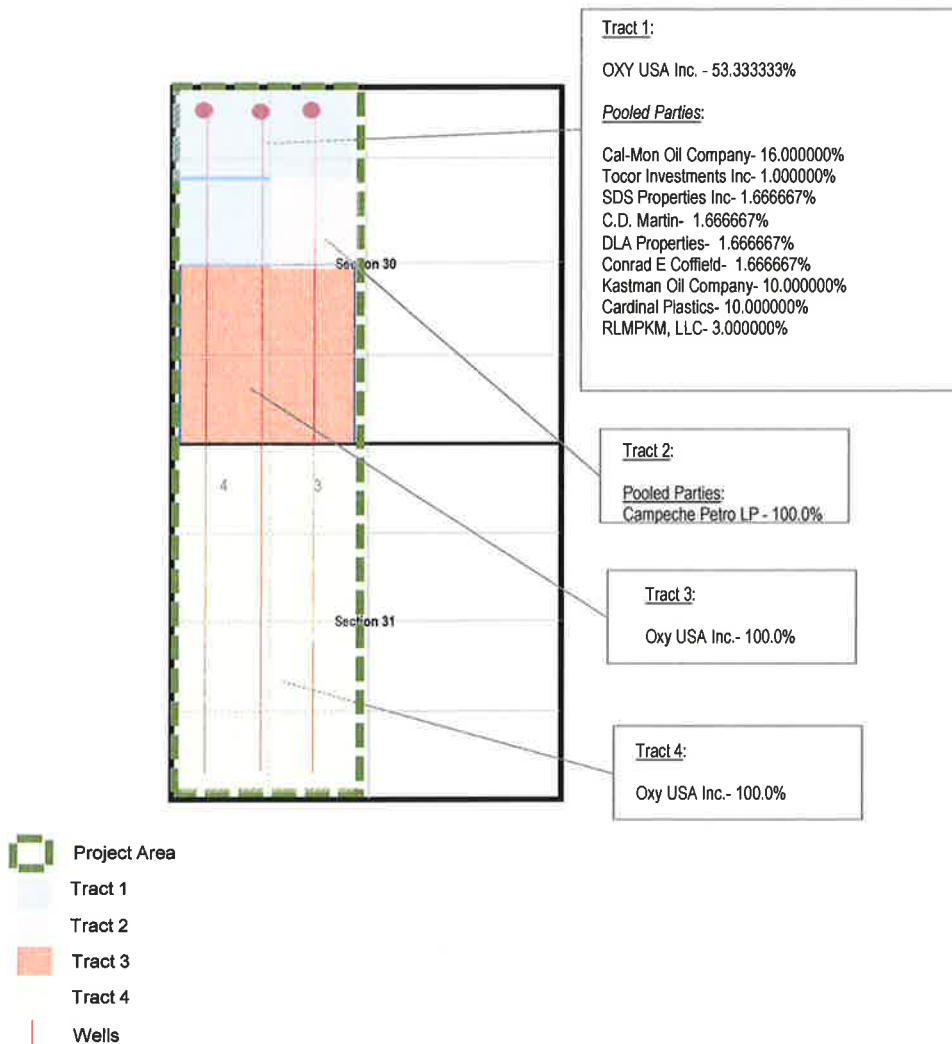 Tract 1:
OXY USA Inc. - 53.333333%
Pooled Parties:
Cal-Mon Oil Company- 16.000000%
Tocor Investments Inc- 1.000000%
SDS Properties Inc- 1.666667%
C.D. Martin- 1.666667%
DLA Properties- 1.666667%
Conrad E Coffield- 1.666667%
Kastman Oil Company- 10.000000%
Cardinal Plastics- 10.000000%
RLMPKM, LLC- 3.000000%
Section 30
Tract 2:
Pooled Parties:
Campeche Petro LP - 100.0%
4 3
Tract 3:
Oxy USA Inc.- 100.0%
Section 31
Tract 4:
Oxy USA Inc.- 100.0%
Project Area
Tract 1
Tract 2
Tract 3
Tract 4
Wells